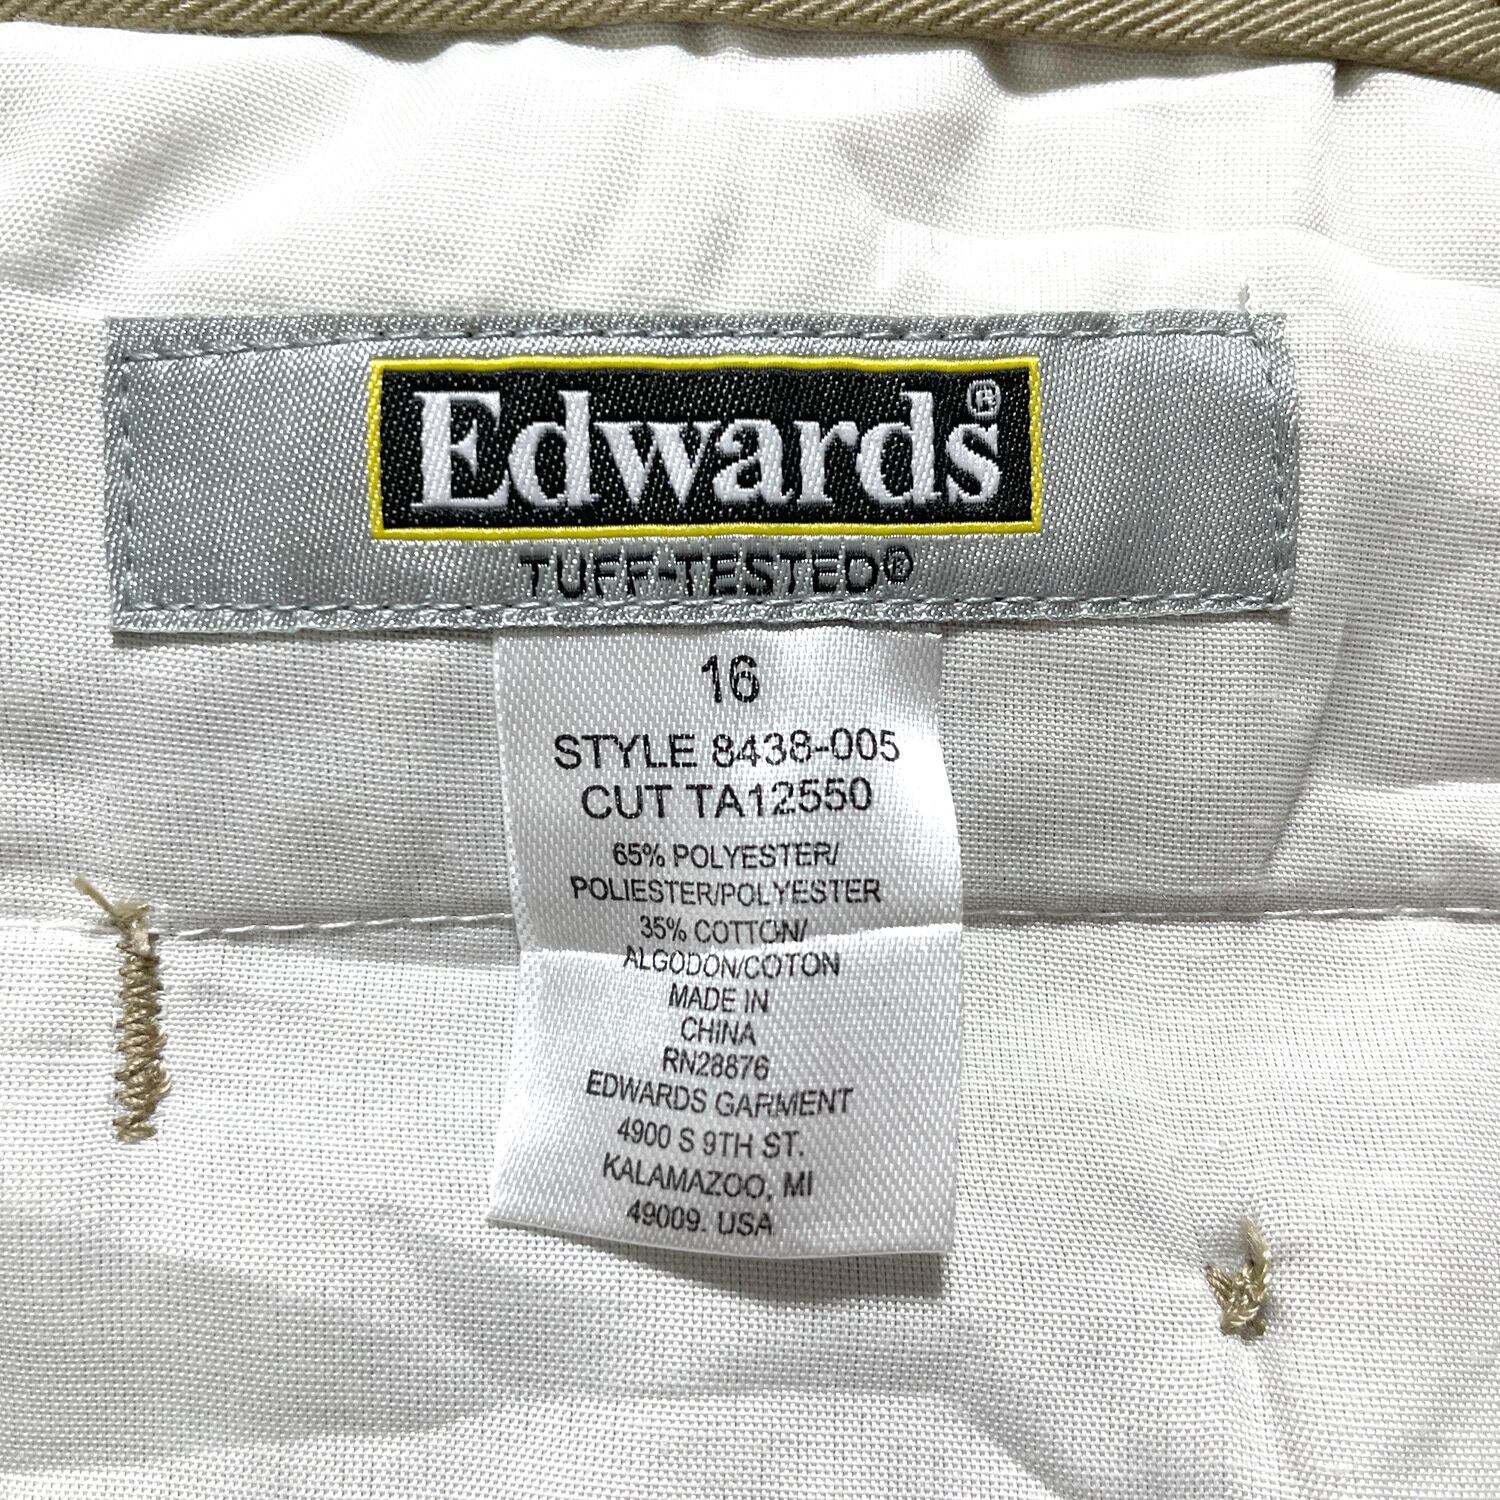 Edwards®
TUFF-TESTED®
16
STYLE 8438-005
CUT TA12550
65% POLYESTER/
POLIESTER/POLYESTER
35% COTTON/
ALGODON/COTON
MADE IN
CHINA
RN28876
EDWARDS GARMENT
4900 S 9TH ST.
KALAMAZOO, MI
49009. USA